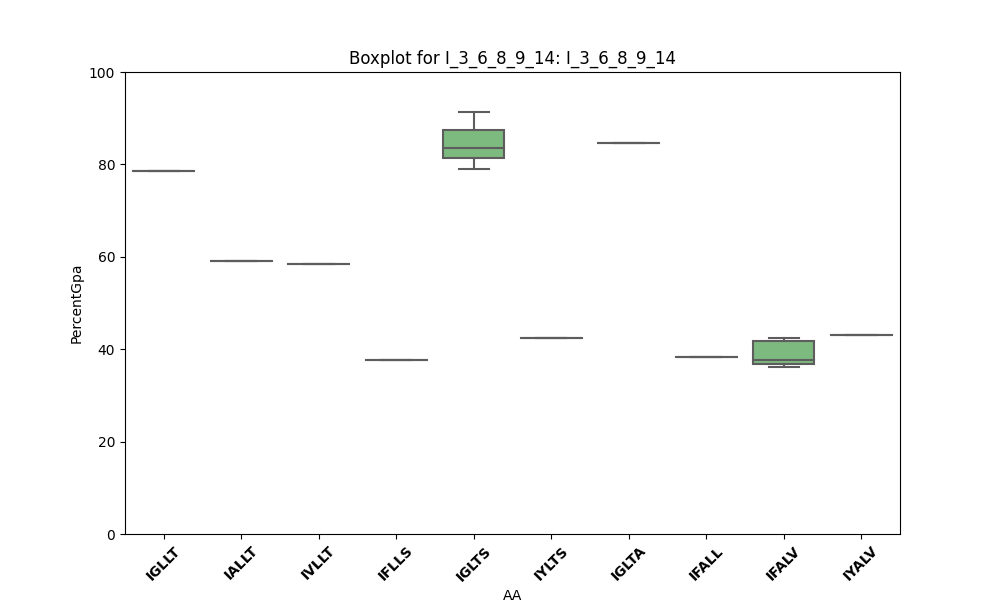 Boxplot for I_3_6_8_9_14: I_3_6_8_9_14
100
80
60
40
20
0
PercentGpa
IGLLT
IALLT
IVLLT
IFLLS
IGLTS
IYLTS
IGLTA
IFALL
IFALV
IYALV
AA